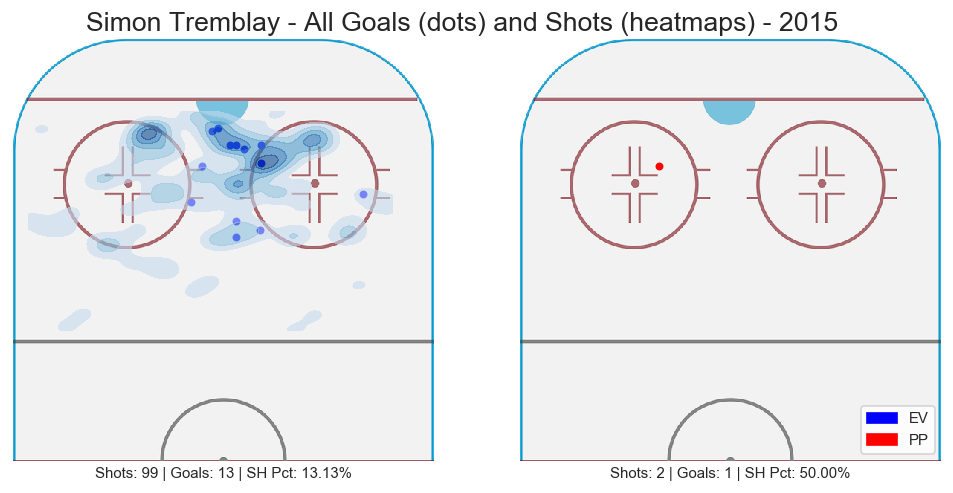 Simon Tremblay - All Goals (dots) and Shots (heatmaps) - 2015
EV
PP
Shots: 99 | Goals: 13 | SH Pct: 13.13%
Shots: 2 | Goals: 1 | SH Pct: 50.00%